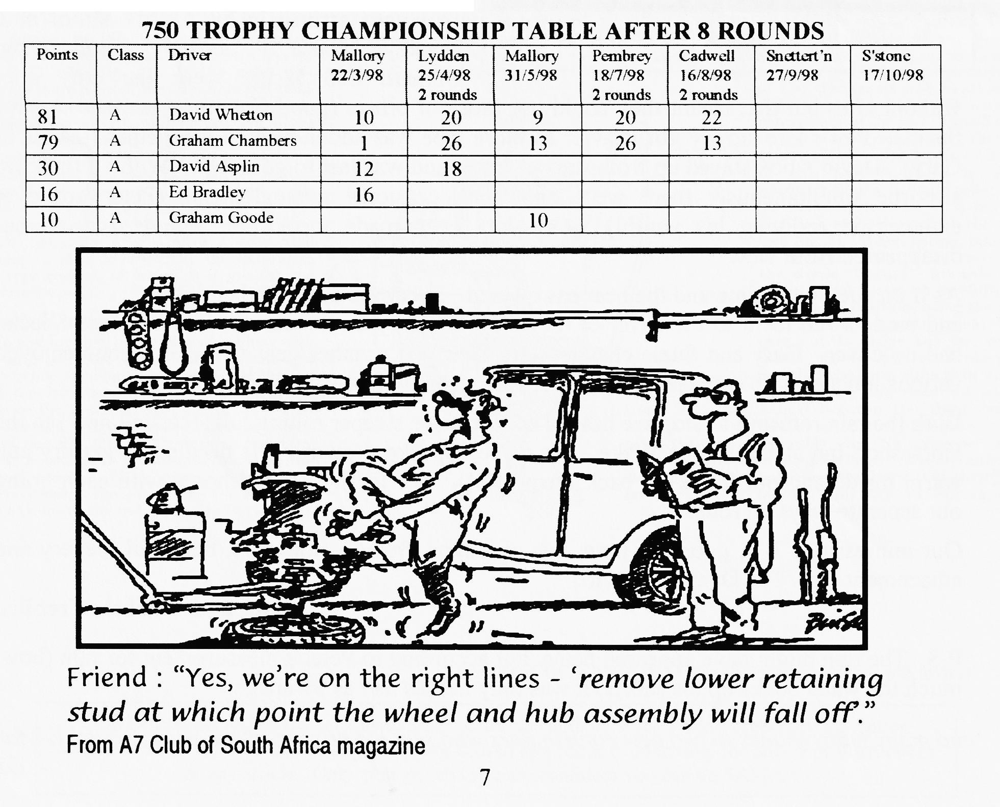 750 TROPHY CHAMPIONSHIP TABLE AFTER 8 ROUNDS
Points Class Driver Mallory Lydden Mallory Pembrey Cadwell Snettert'n S'stone
22/3/98 25/4/98 31/5/98 18/7/98 16/8/98 27/9/98 17/10/98
2 rounds 2 rounds 2 rounds
81 A David Whetton 10 20 9 20 22
79 A Graham Chambers 1 26 13 26 13
30 A David Asplin 12 18
16 A Ed Bradley 16
10 A Graham Goode 10
Friend : “Yes, we’re on the right lines - ‘remove lower retaining
stud at which point the wheel and hub assembly will fall off’.”
From A7 Club of South Africa magazine
7